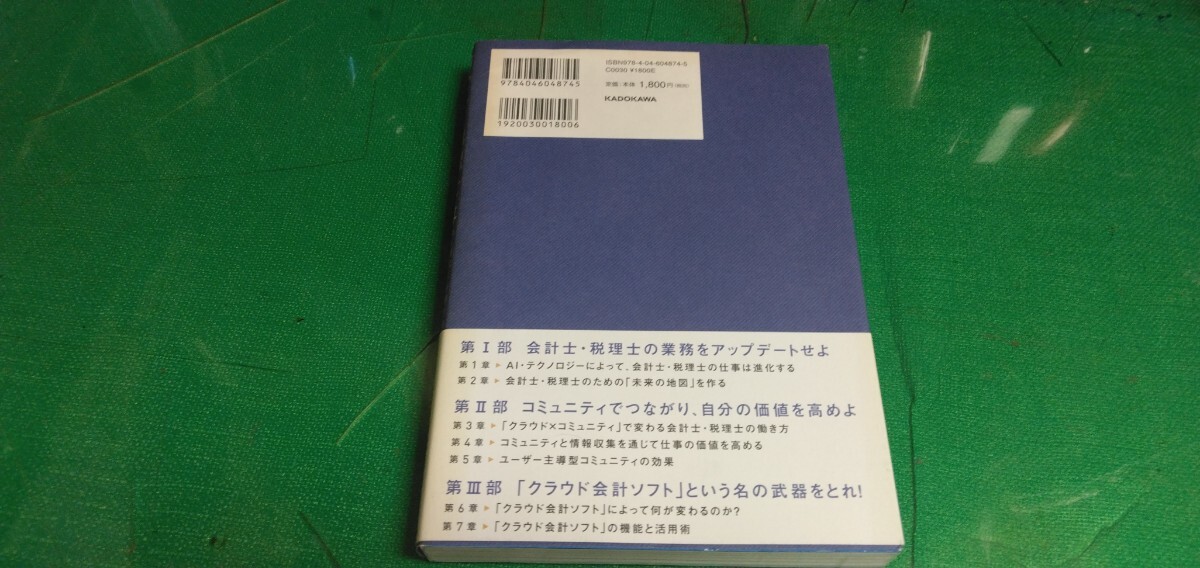 9784046048745
1920030018006
ISBN978-4-04-604874-5
C0030 ¥1800E
定価:本体1,800円(税別)
KADOKAWA
第Ⅰ部 会計士・税理士の業務をアップデートせよ
第1章 ▶ AI・テクノロジーによって、会計士・税理士の仕事は進化する
第2章 ▶ 会計士・税理士のための「未来の地図」を作る
第Ⅱ部 コミュニティでつながり、自分の価値を高めよ
第3章 ▶ 「クラウド×コミュニティ」で変わる会計士・税理士の働き方
第4章 ▶ コミュニティと情報収集を通じて仕事の価値を高める
第5章 ▶ ユーザー主導型コミュニティの効果
第Ⅲ部 「クラウド会計ソフト」という名の武器をとれ!
第6章 ▶ 「クラウド会計ソフト」によって何が変わるのか?
第7章 ▶ 「クラウド会計ソフト」の機能と活用術